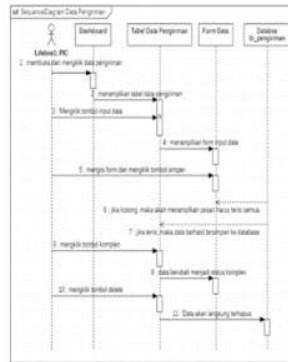 sd SequenceDiagram Data Pengiriman
Dashboard
Tabel Data Pengiriman
Form Data
Databse
tb_pengiriman
Lifelive1: PIC
1 : membuka dan mengklik data pengiriman
2 : menampilkan tabel data pengiriman
3 : Mengklik tombol input data
4 : menampilkan form input data
5 : mengisi form dan mengklik tombol simpan
6 : jika kosong, maka akan menampilkan pesan harus terisi semua
7 : jika terisi, maka data berhasil tersimpan ke database
8 : mengklik tombol komplen
9 : data berubah menjadi status komplen
10 : mengklik tombol delete
11 : Data akan langsung terhapus